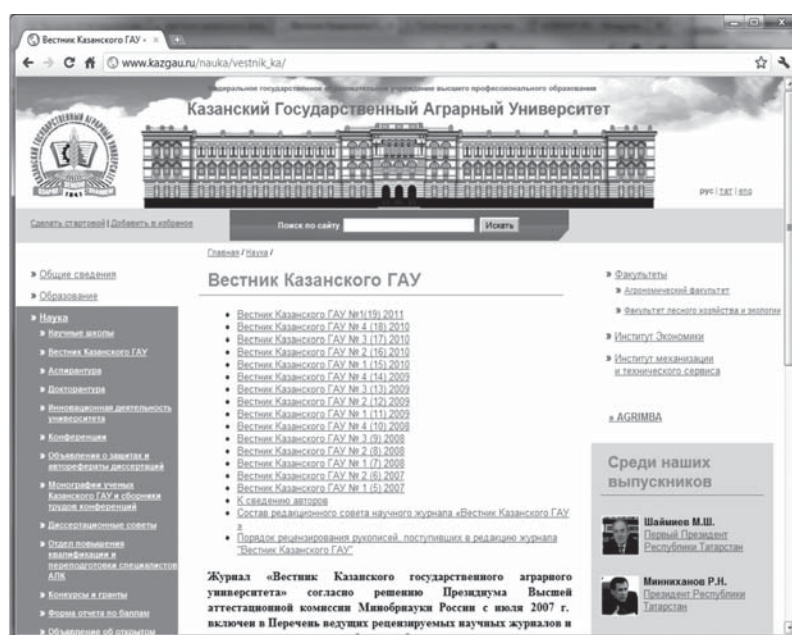 Вестник Казанского ГАУ
www.kazgau.ru/nauka/vestnik_ka/
Федеральное государственное образовательное учреждение высшего профессионального образования
Казанский Государственный Аграрный Университет
рус | тат | eng
Сделать стартовой | Добавить в избраное
Поиск по сайту
Искать
Главная / Наука /
» Общие сведения
» Образование
» Наука
» Научные школы
» Вестник Казанского ГАУ
» Аспирантура
» Докторантура
» Инновационная деятельность
университета
» Конференции
» Объявления о защитах и
авторефераты диссертаций
» Монографии ученых
Казанского ГАУ и сборники
трудов конференций
» Диссертационные советы
» Отдел повышения
квалификации и
переподготовки специалистов
АПК
» Конкурсы и гранты
» Форма отчета по баллам
» Объявления об открытом
Вестник Казанского ГАУ
• Вестник Казанского ГАУ №1(19) 2011
• Вестник Казанского ГАУ № 4 (18) 2010
• Вестник Казанского ГАУ № 3 (17) 2010
• Вестник Казанского ГАУ № 2 (16) 2010
• Вестник Казанского ГАУ № 1 (15) 2010
• Вестник Казанского ГАУ № 4 (14) 2009
• Вестник Казанского ГАУ № 3 (13) 2009
• Вестник Казанского ГАУ № 2 (12) 2009
• Вестник Казанского ГАУ № 1 (11) 2009
• Вестник Казанского ГАУ № 4 (10) 2008
• Вестник Казанского ГАУ № 3 (9) 2008
• Вестник Казанского ГАУ № 2 (8) 2008
• Вестник Казанского ГАУ № 1 (7) 2008
• Вестник Казанского ГАУ № 2 (6) 2007
• Вестник Казанского ГАУ № 1 (5) 2007
• К сведению авторов
• Состав редакционного совета научного журнала «Вестник Казанского ГАУ
»
• Порядок рецензирования рукописей, поступивших в редакцию журнала
"Вестник Казанского ГАУ"
Журнал «Вестник Казанского государственного аграрного
университета» согласно решению Президиума Высшей
аттестационной комиссии Минобрнауки России с июля 2007 г.
включен в Перечень ведущих рецензируемых научных журналов и
» Факультеты
» Агрономический факультет
» Факультет лесного хозяйства и экологии
» Институт Экономики
» Институт механизации
и технического сервиса
» AGRIMBA
Среди наших
выпускников
Шаймиев М.Ш.
Первый Президент
Республики Татарстан
Минниханов Р.Н.
Президент Республики
Татарстан